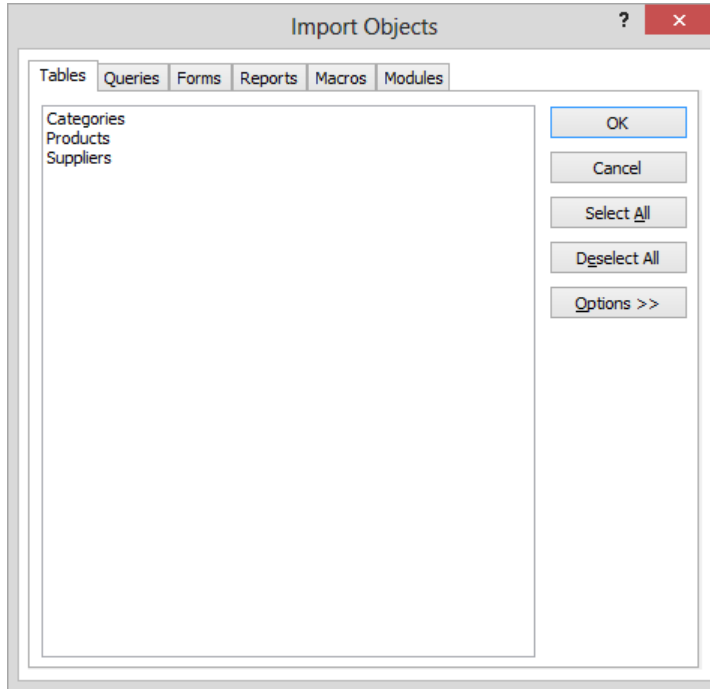 Import Objects
?
Tables Queries Forms Reports Macros Modules
Categories
Products
Suppliers
OK
Cancel
Select All
Deselect All
Options >>